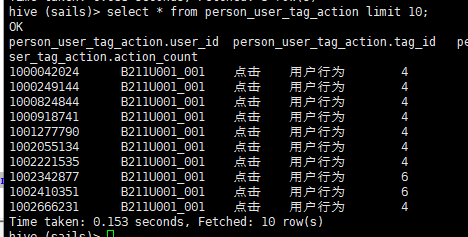 hive (sails)> select * from person_user_tag_action limit 10;
OK
person_user_tag_action.user_id person_user_tag_action.tag_id
ser_tag_action.action_count
1000042024 B211U001_001 点击 用户行为 4
1000249144 B211U001_001 点击 用户行为 4
1000824844 B211U001_001 点击 用户行为 4
1000918741 B211U001_001 点击 用户行为 4
1001277790 B211U001_001 点击 用户行为 4
1002055134 B211U001_001 点击 用户行为 4
1002221535 B211U001_001 点击 用户行为 4
1002342877 B211U001_001 点击 用户行为 6
1002410351 B211U001_001 点击 用户行为 6
1002666231 B211U001_001 点击 用户行为 4
Time taken: 0.153 seconds, Fetched: 10 row(s)
hive (sails)>